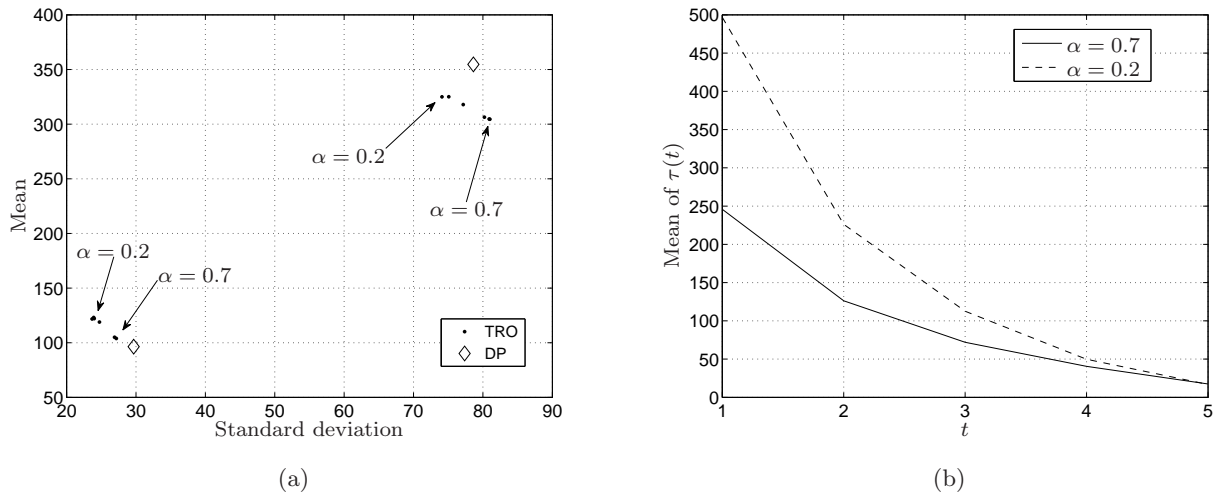 400
350
300
250
200
150
100
50
Mean
20 30 40 50 60 70 80 90
Standard deviation
α = 0.2
α = 0.7
α = 0.2
α = 0.7
TRO
DP
(a)
500
450
400
350
300
250
200
150
100
50
0
Mean of τ(t)
1 2 3 4 5
t
α = 0.7
α = 0.2
(b)